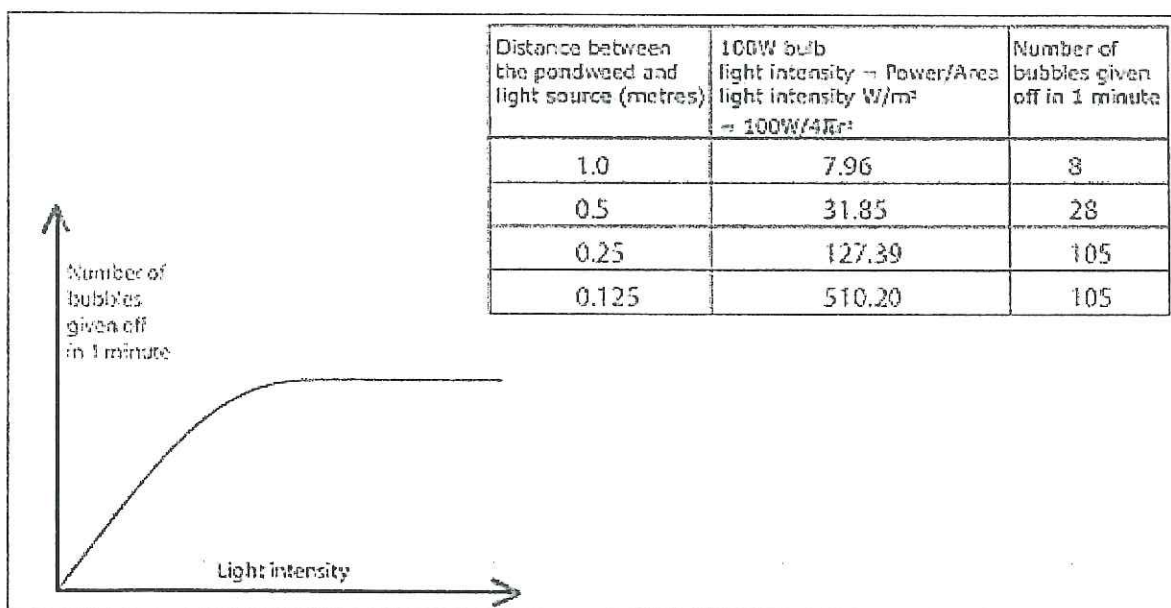 Distance between
the pondweed and
light source (metres)
100W bulb
light intensity = Power/Area
light intensity W/m²
= 100W/4πr²
Number of
bubbles given
off in 1 minute
1.0 7.96 8
0.5 31.85 28
0.25 127.39 105
0.125 510.20 105
Number of
bubbles
given off
in 1 minute
Light intensity